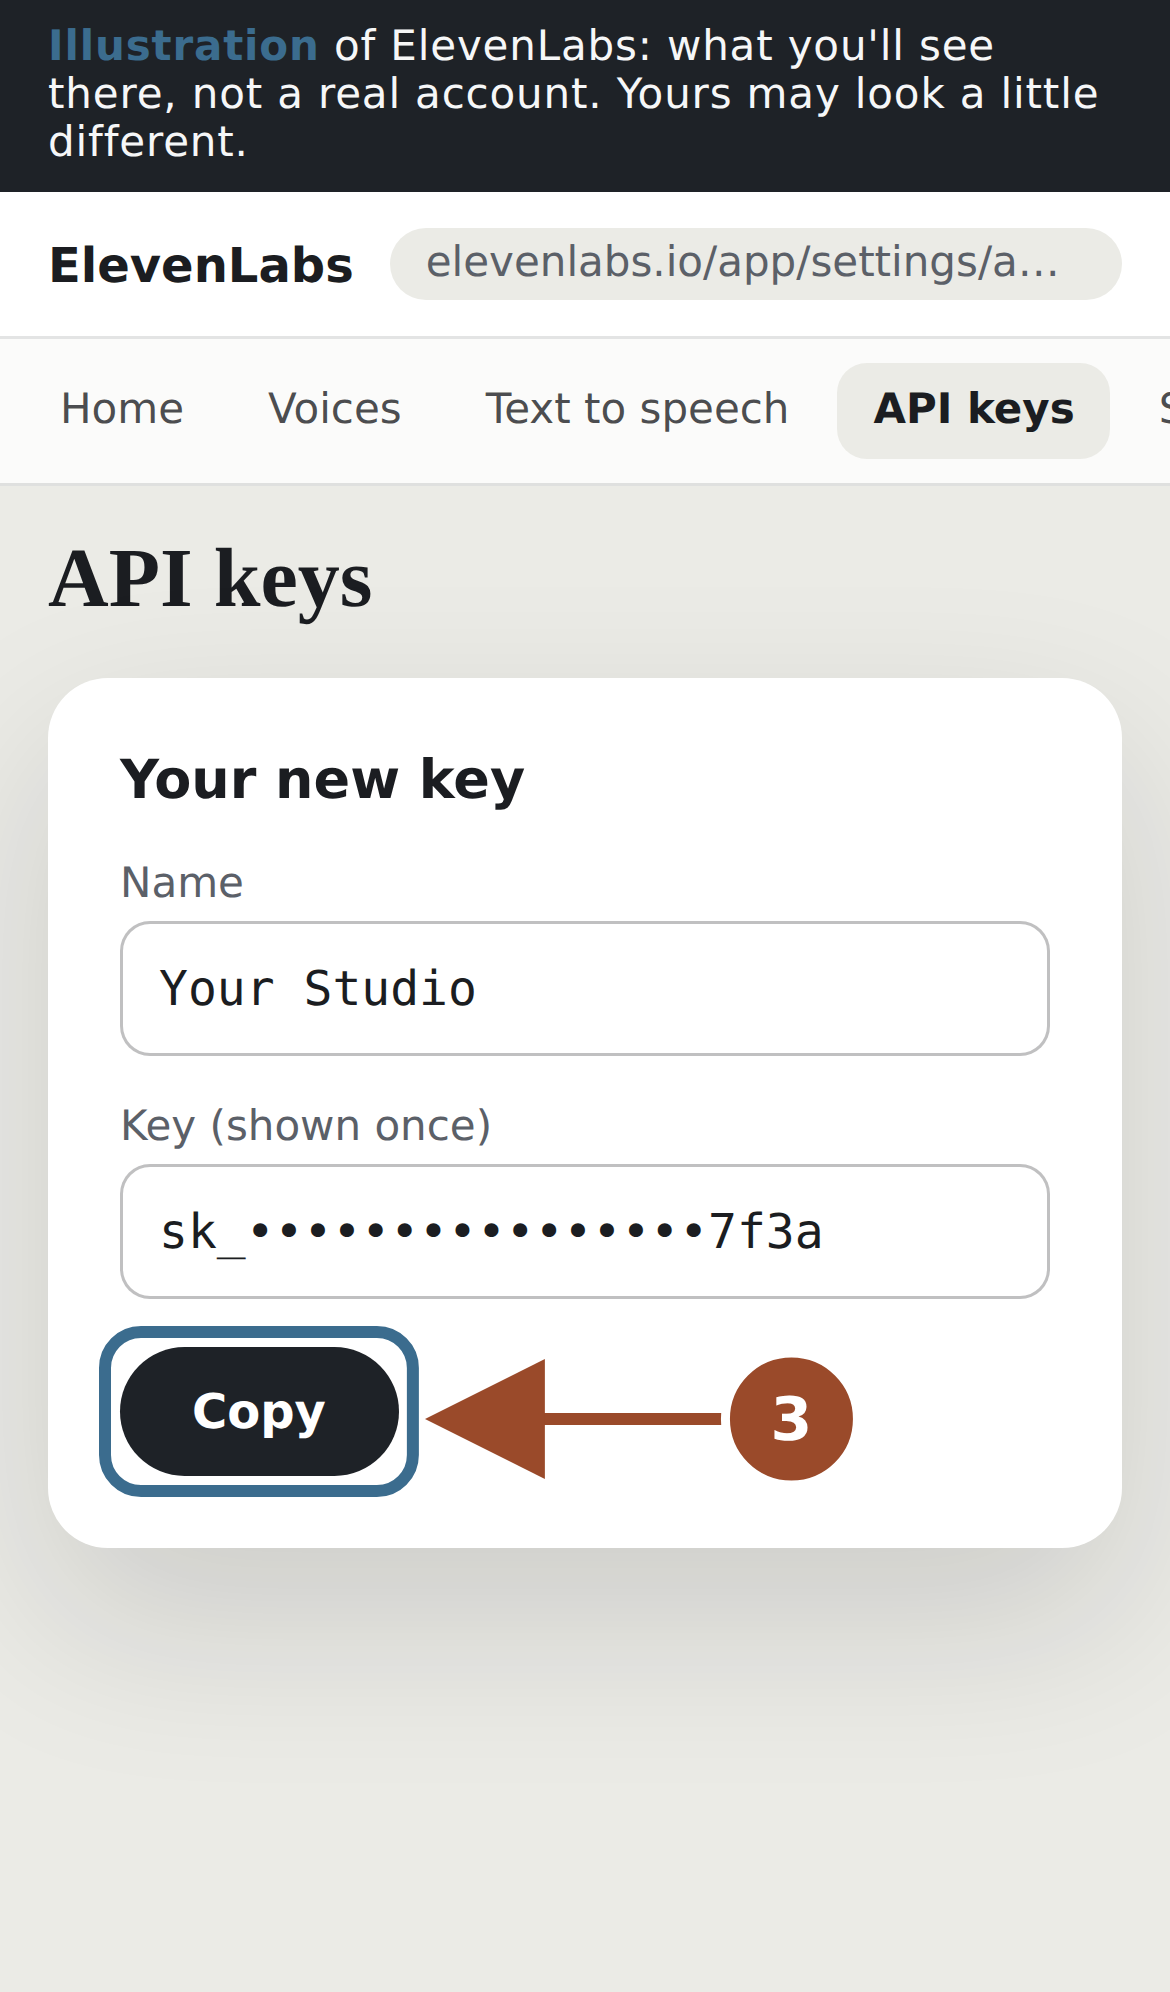 Illustration of ElevenLabs: what you'll see
there, not a real account. Yours may look a little
different.
ElevenLabs
elevenlabs.io/app/settings/a…
Home
Voices
Text to speech
API keys
API keys
Your new key
Name
Your Studio
Key (shown once)
sk_••••••••••••••••7f3a
Copy
3